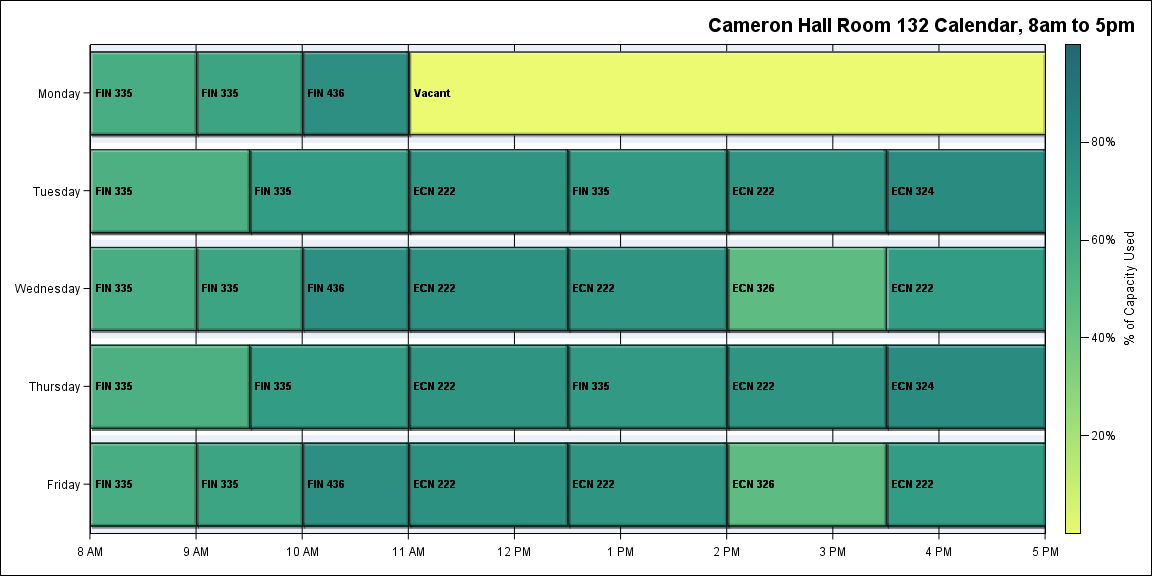 Cameron Hall Room 132 Calendar, 8am to 5pm
Monday
FIN 335
FIN 335
FIN 436
Vacant
Tuesday
FIN 335
FIN 335
ECN 222
FIN 335
ECN 222
ECN 324
Wednesday
FIN 335
FIN 335
FIN 436
ECN 222
ECN 222
ECN 326
ECN 222
Thursday
FIN 335
FIN 335
ECN 222
FIN 335
ECN 222
ECN 324
Friday
FIN 335
FIN 335
FIN 436
ECN 222
ECN 222
ECN 326
ECN 222
8 AM
9 AM
10 AM
11 AM
12 PM
1 PM
2 PM
3 PM
4 PM
5 PM
80%
60%
40%
20%
% of Capacity Used